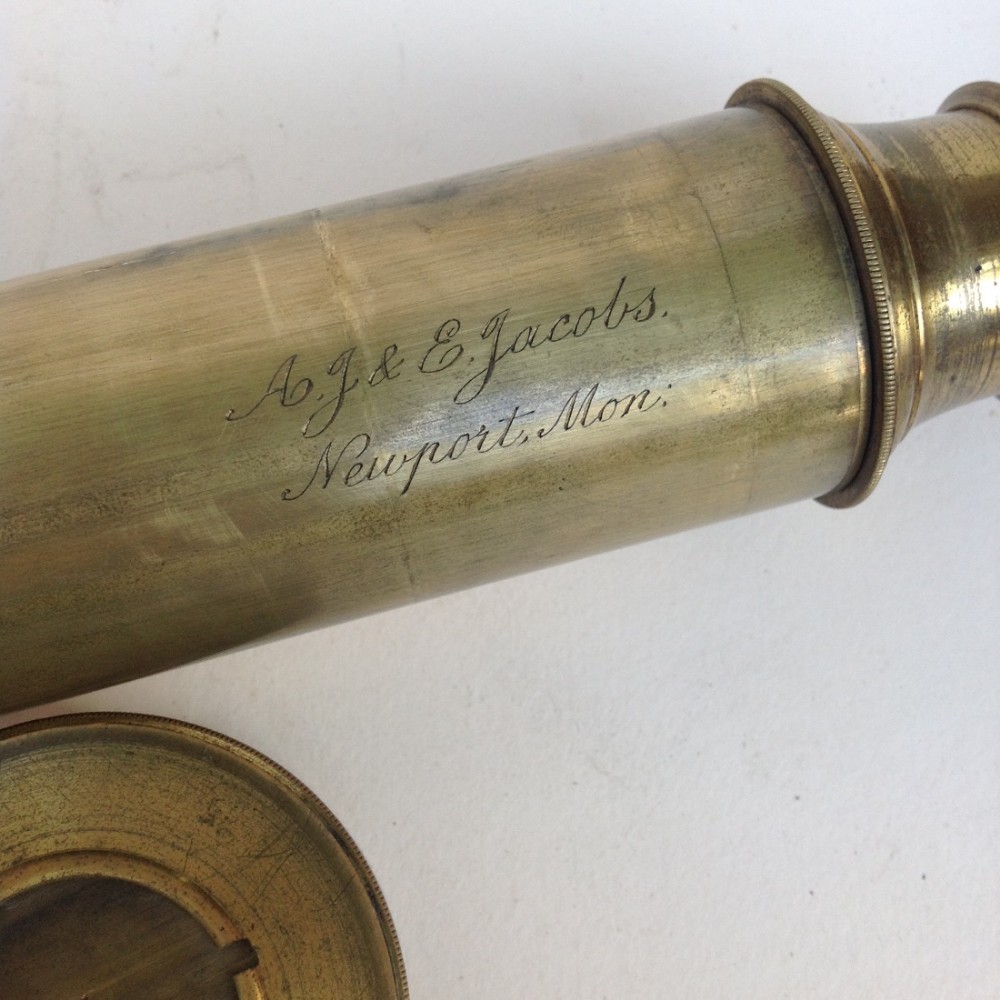 A.J & E. Jacobs.
Newport, Mon: